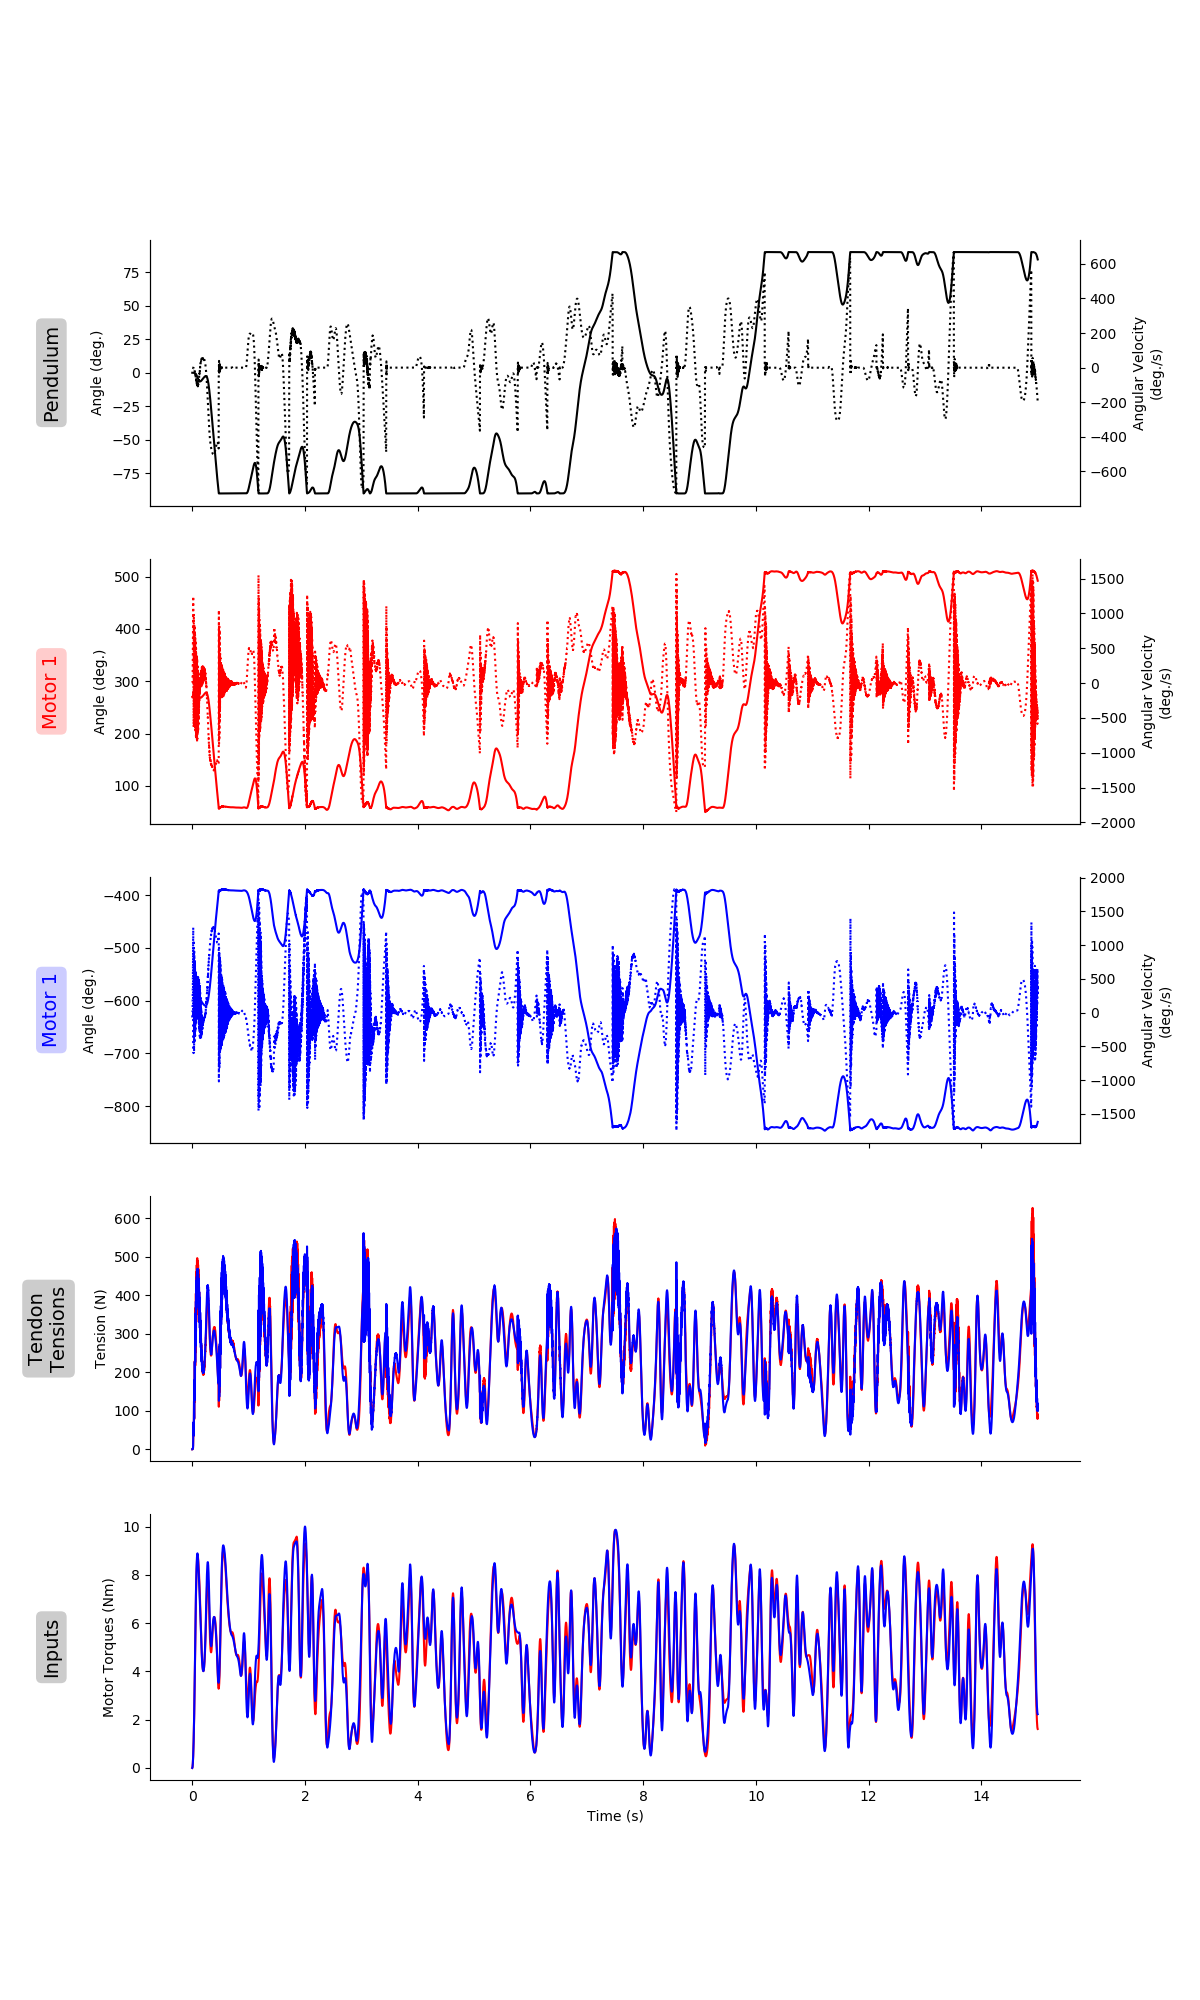 Pendulum
Angle (deg.)
75
50
25
0
−25
−50
−75
600
400
200
0
−200
−400
−600
Angular Velocity
(deg./s)
Motor 1
Angle (deg.)
500
400
300
200
100
1500
1000
500
0
−500
−1000
−1500
−2000
Angular Velocity
(deg./s)
Motor 1
Angle (deg.)
−400
−500
−600
−700
−800
2000
1500
1000
500
0
−500
−1000
−1500
Angular Velocity
(deg./s)
Tendon
Tensions
Tension (N)
600
500
400
300
200
100
0
Inputs
Motor Torques (Nm)
10
8
6
4
2
0
0 2 4 6 8 10 12 14
Time (s)